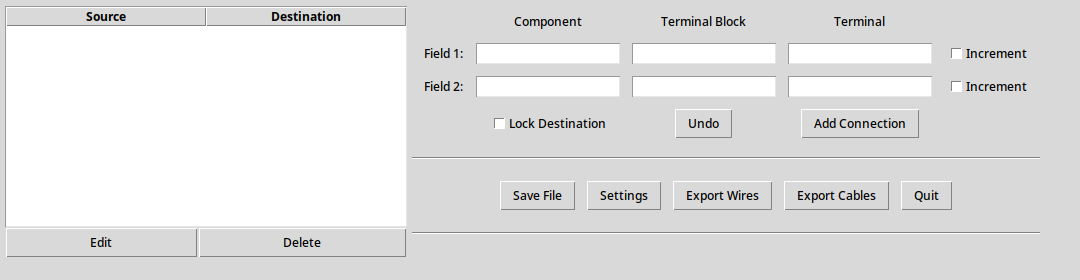 Source Destination
Component Terminal Block Terminal
Field 1: Increment
Field 2: Increment
Lock Destination Undo Add Connection
Save File Settings Export Wires Export Cables Quit
Edit Delete